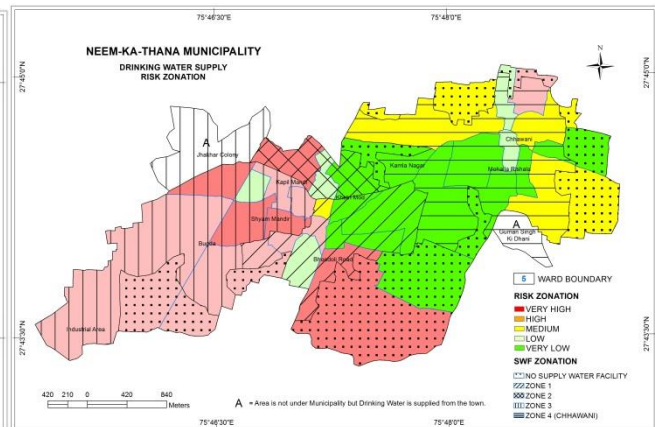 75°46'30"E
75°48'0"E
NEEM-KA-THANA MUNICIPALITY
DRINKING WATER SUPPLY
RISK ZONATION
N
27°45'0"N
27°45'0"N
A
Jhakhar Colony
Chhawani
Kapil Mandi
Kamla Nagar
Shyam Mandir
A
Guman Singh
Ki Dhani
Bugala
Bhudoli Road
Industrial Area
27°43'30"N
27°43'30"N
5 WARD BOUNDARY
RISK ZONATION
VERY HIGH
HIGH
MEDIUM
LOW
VERY LOW
SWF ZONATION
NO SUPPLY WATER FACILITY
ZONE 1
ZONE 2
ZONE 3
ZONE 4 (CHHAWANI)
420 210 0 420 840
Meters
A = Area is not under Municipality but Drinking Water is supplied from the town.
75°46'30"E
75°48'0"E